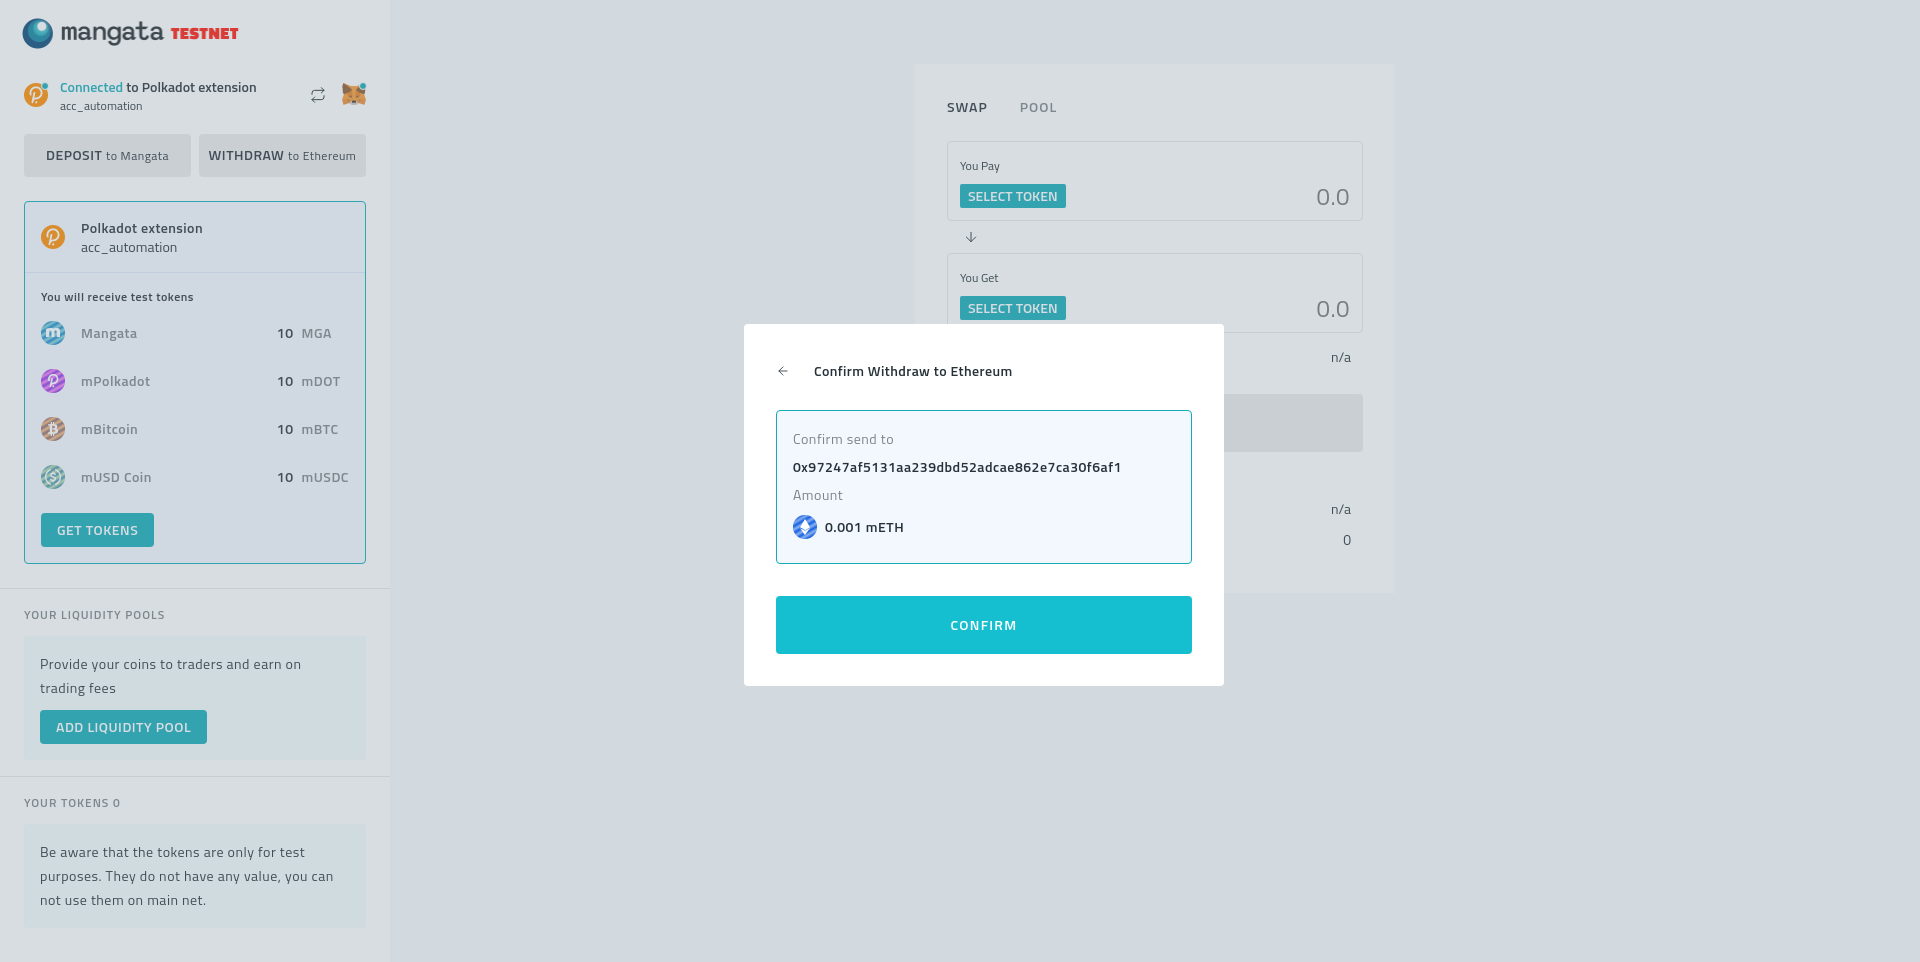 mangata TESTNET
Connected to Polkadot extension
acc_automation
DEPOSIT to Mangata
WITHDRAW to Ethereum
Polkadot extension
acc_automation
You will receive test tokens
Mangata 10 MGA
mPolkadot 10 mDOT
mBitcoin 10 mBTC
mUSD Coin 10 mUSDC
GET TOKENS
YOUR LIQUIDITY POOLS
Provide your coins to traders and earn on
trading fees
ADD LIQUIDITY POOL
YOUR TOKENS 0
Be aware that the tokens are only for test
purposes. They do not have any value, you can
not use them on main net.
SWAP POOL
You Pay
SELECT TOKEN 0.0
You Get
SELECT TOKEN 0.0
n/a
n/a
0
Confirm Withdraw to Ethereum
Confirm send to
0x97247af5131aa239dbd52adcae862e7ca30f6af1
Amount
0.001 mETH
CONFIRM